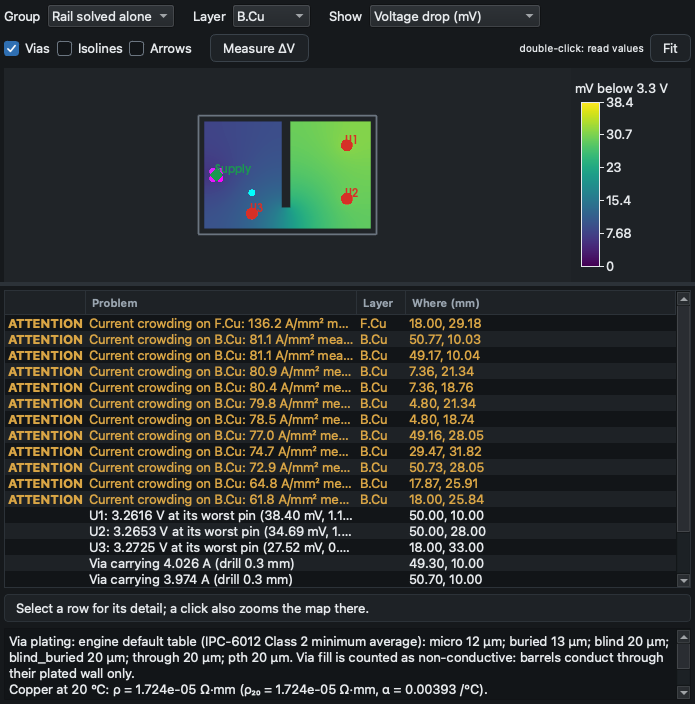 Group Rail solved alone Layer B.Cu Show Voltage drop (mV)
Vias Isolines Arrows Measure ΔV double-click: read values Fit
mV below 3.3 V
38.4
30.7
23
15.4
7.68
0
U1
U2
Problem Layer Where (mm)
ATTENTION Current crowding on F.Cu: 136.2 A/mm² m... F.Cu 18.00, 29.18
ATTENTION Current crowding on B.Cu: 81.1 A/mm² mea... B.Cu 50.77, 10.03
ATTENTION Current crowding on B.Cu: 81.1 A/mm² mea... B.Cu 49.17, 10.04
ATTENTION Current crowding on B.Cu: 80.9 A/mm² me... B.Cu 7.36, 21.34
ATTENTION Current crowding on B.Cu: 80.4 A/mm² me... B.Cu 7.36, 18.76
ATTENTION Current crowding on B.Cu: 79.8 A/mm² me... B.Cu 4.80, 21.34
ATTENTION Current crowding on B.Cu: 78.5 A/mm² me... B.Cu 4.80, 18.74
ATTENTION Current crowding on B.Cu: 77.0 A/mm² me... B.Cu 49.16, 28.05
ATTENTION Current crowding on B.Cu: 74.7 A/mm² me... B.Cu 29.47, 31.82
ATTENTION Current crowding on B.Cu: 72.9 A/mm² me... B.Cu 50.73, 28.05
ATTENTION Current crowding on B.Cu: 64.8 A/mm² me... B.Cu 17.87, 25.91
ATTENTION Current crowding on B.Cu: 61.8 A/mm² me... B.Cu 18.00, 25.84
U1: 3.2616 V at its worst pin (38.40 mV, 1.1... 50.00, 10.00
U2: 3.2653 V at its worst pin (34.69 mV, 1.... 50.00, 28.00
U3: 3.2725 V at its worst pin (27.52 mV, 0.... 18.00, 33.00
Via carrying 4.026 A (drill 0.3 mm) 49.30, 10.00
Via carrying 3.974 A (drill 0.3 mm) 50.70, 10.00
Select a row for its detail; a click also zooms the map there.
Via plating: engine default table (IPC-6012 Class 2 minimum average): micro 12 µm; buried 13 µm; blind 20 µm;
blind_buried 20 µm; through 20 µm; pth 20 µm. Via fill is counted as non-conductive: barrels conduct through
their plated wall only.
Copper at 20 °C: ρ = 1.724e-05 Ω·mm (ρ₂₀ = 1.724e-05 Ω·mm, α = 0.00393 /°C).